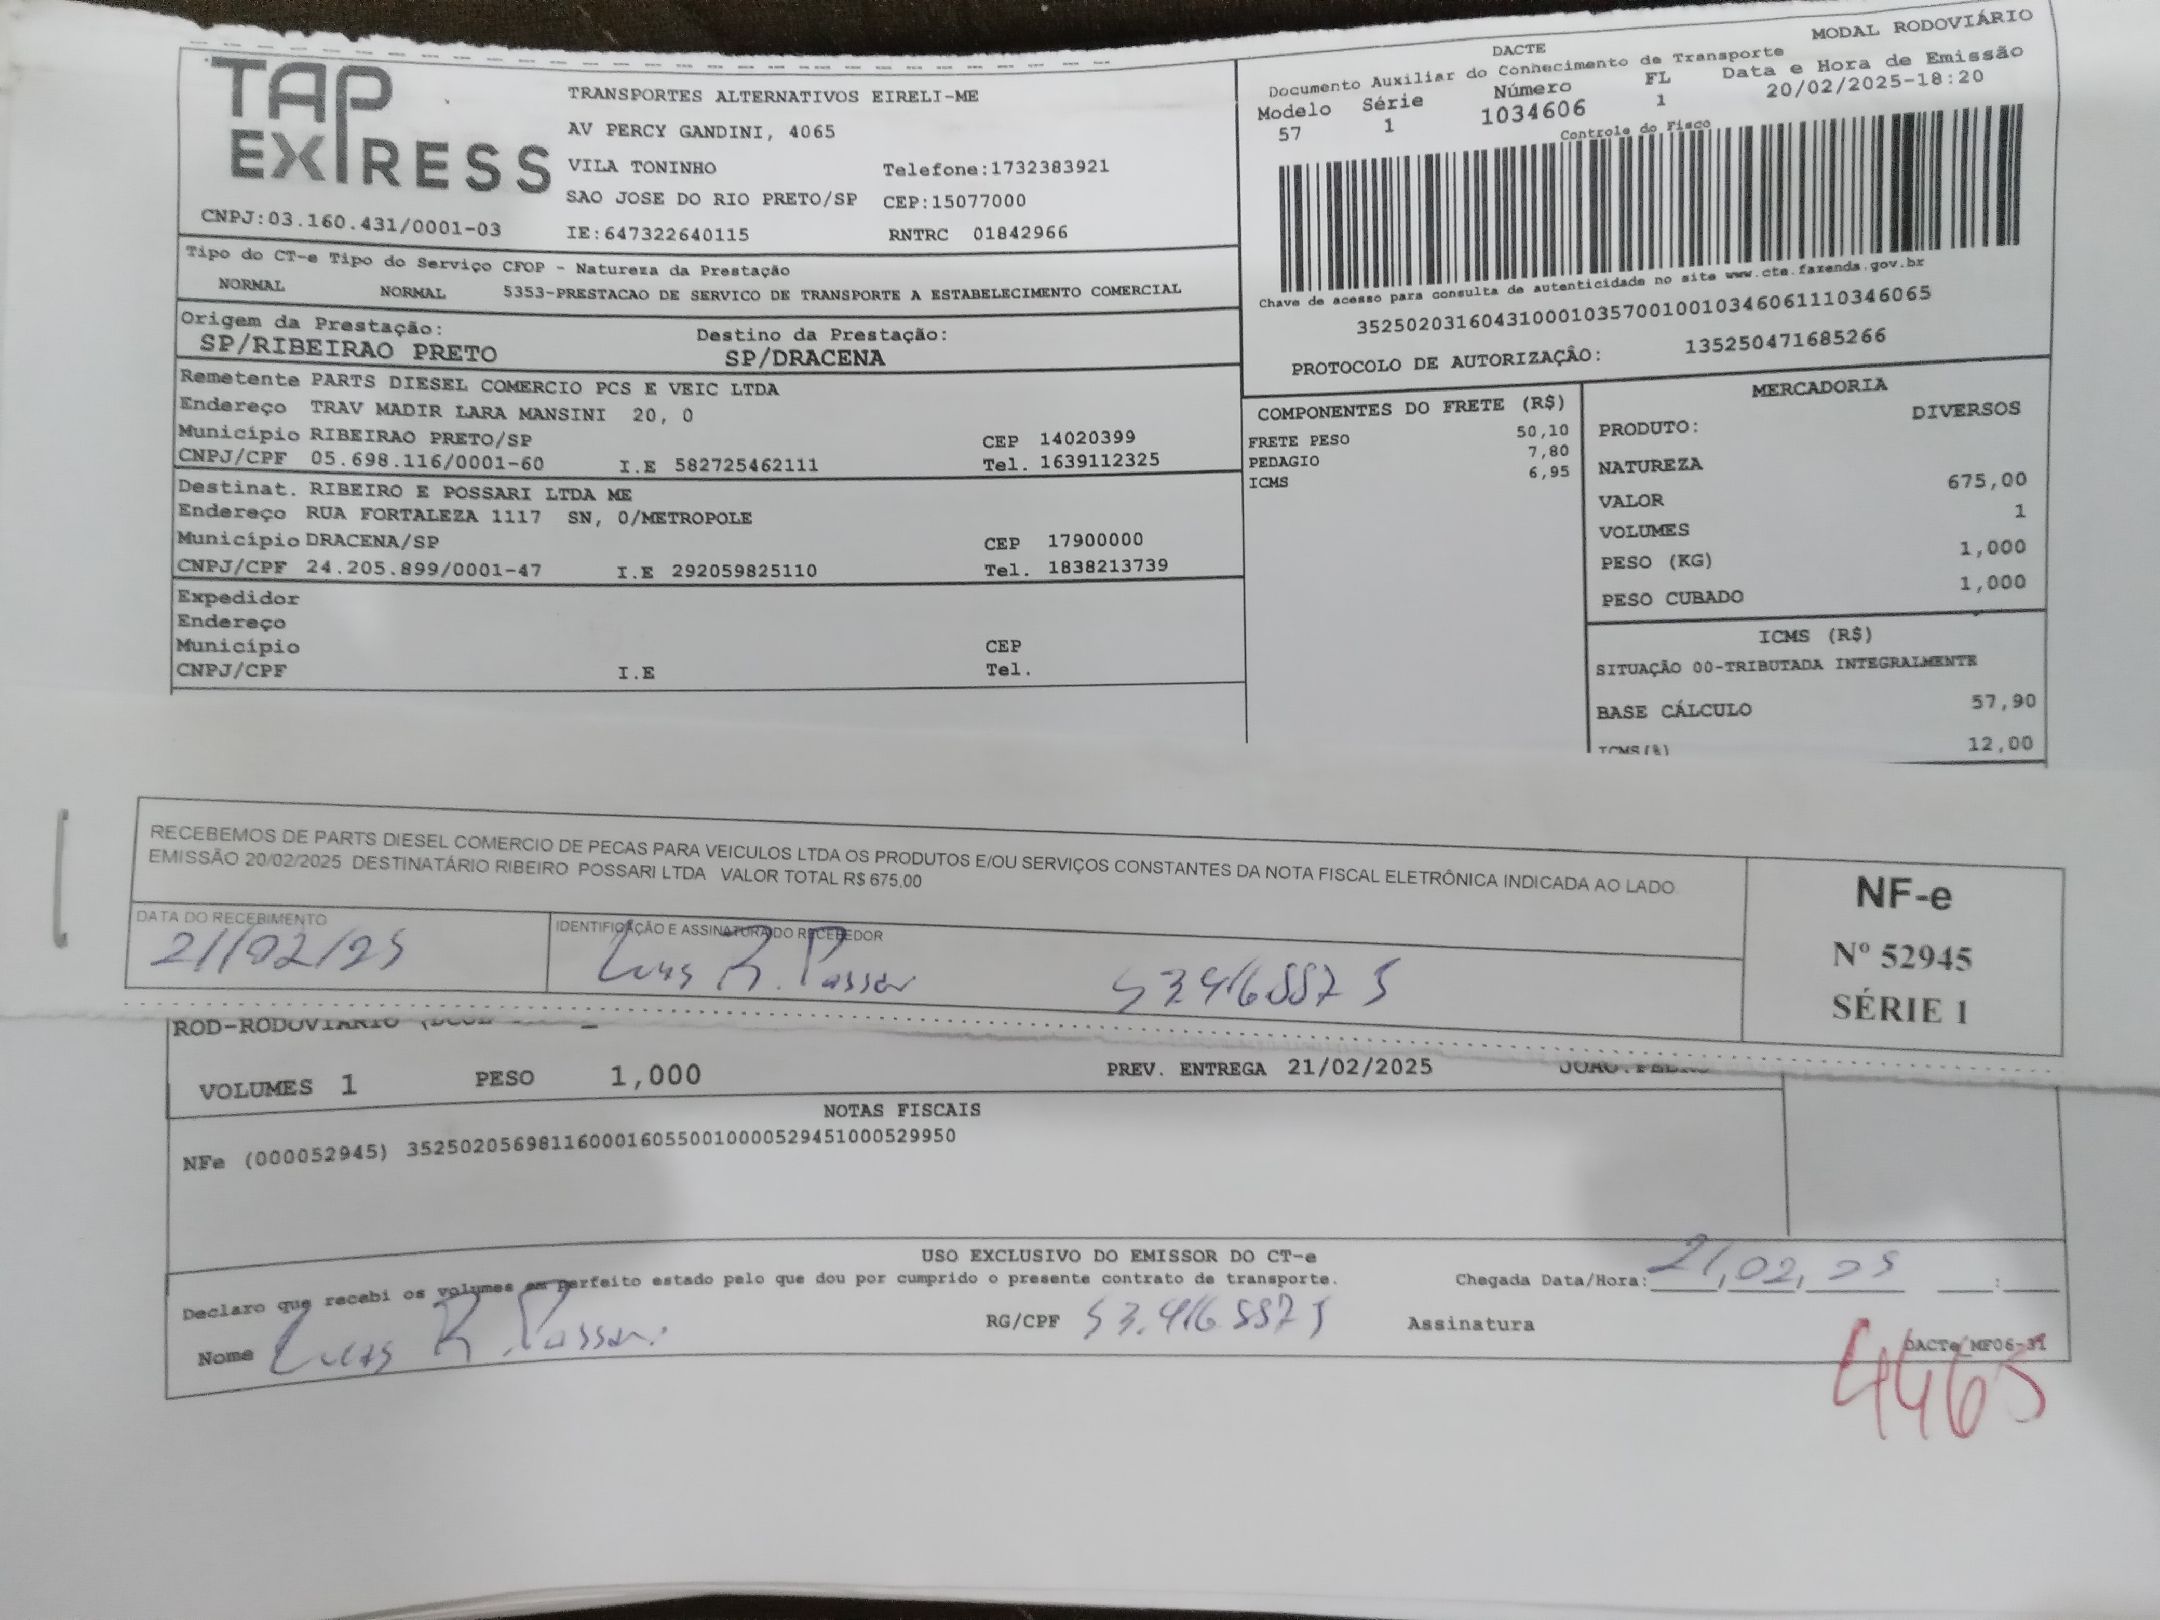 TAP EXPRESS
CNPJ:03.160.431/0001-03
TRANSPORTES ALTERNATIVOS EIRELI-ME
AV PERCY GANDINI, 4065
VILA TONINHO Telefone:1732383921
SAO JOSE DO RIO PRETO/SP CEP:15077000
IE:647322640115 RNTRC 01842966
DACTE MODAL RODOVIÁRIO
Documento Auxiliar do Conhecimento de Transporte
Modelo Série Número FL Data e Hora de Emissão
57 1 1034606 1 20/02/2025-18:20
Controle do Fisco
Chave de acesso para consulta de autenticidade no site www.cte.fazenda.gov.br
35250203160431000103570010010346061110346065
PROTOCOLO DE AUTORIZAÇÃO: 135250471685266
Tipo do CT-e Tipo do Serviço CFOP - Natureza da Prestação
NORMAL NORMAL 5353-PRESTACAO DE SERVICO DE TRANSPORTE A ESTABELECIMENTO COMERCIAL
Origem da Prestação: Destino da Prestação:
SP/RIBEIRAO PRETO SP/DRACENA
Remetente PARTS DIESEL COMERCIO PCS E VEIC LTDA
Endereço TRAV MADIR LARA MANSINI 20, 0
Município RIBEIRAO PRETO/SP CEP 14020399
CNPJ/CPF 05.698.116/0001-60 I.E 582725462111 Tel. 1639112325
Destinat. RIBEIRO E POSSARI LTDA ME
Endereço RUA FORTALEZA 1117 SN, 0/METROPOLE
Município DRACENA/SP CEP 17900000
CNPJ/CPF 24.205.899/0001-47 I.E 292059825110 Tel. 1838213739
Expedidor
Endereço
Município CEP
CNPJ/CPF I.E Tel.
COMPONENTES DO FRETE (R$)
FRETE PESO 50,10
PEDAGIO 7,80
ICMS 6,95
MERCADORIA
PRODUTO: DIVERSOS
NATUREZA
VALOR 675,00
VOLUMES 1
PESO (KG) 1,000
PESO CUBADO 1,000
ICMS (R$)
SITUAÇÃO 00-TRIBUTADA INTEGRALMENTE
BASE CÁLCULO 57,90
ICMS(%) 12,00
RECEBEMOS DE PARTS DIESEL COMERCIO DE PECAS PARA VEICULOS LTDA OS PRODUTOS E/OU SERVIÇOS CONSTANTES DA NOTA FISCAL ELETRÔNICA INDICADA AO LADO
EMISSÃO 20/02/2025 DESTINATÁRIO RIBEIRO POSSARI LTDA VALOR TOTAL R$ 675,00
DATA DO RECEBIMENTO IDENTIFICAÇÃO E ASSINATURA DO RECEBEDOR
21/02/25
NF-e
Nº 52945
SÉRIE 1
ROD-RODOVIARIO
VOLUMES 1 PESO 1,000 PREV. ENTREGA 21/02/2025
NOTAS FISCAIS
NFe (000052945) 35250205698116000160550010000529451000529950
USO EXCLUSIVO DO EMISSOR DO CT-e
Declaro que recebi os volumes em perfeito estado pelo que dou por cumprido o presente contrato de transporte. Chegada Data/Hora: 21,02,25 :
Nome RG/CPF Assinatura
DACTe_MF06-31
4465